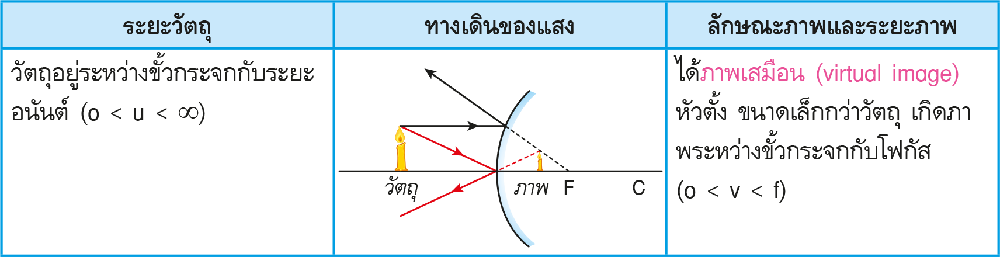 ระยะวัตถุ
ทางเดินของแสง
ลักษณะภาพและระยะภาพ
วัตถุอยู่ระหว่างขั้วกระจกกับระยะ
อนันต์ (o < u < ∞)
วัตถุ
ภาพ
F
C
ได้ภาพเสมือน (virtual image)
หัวตั้ง ขนาดเล็กกว่าวัตถุ เกิดภา
พระหว่างขั้วกระจกกับโฟกัส
(o < v < f)